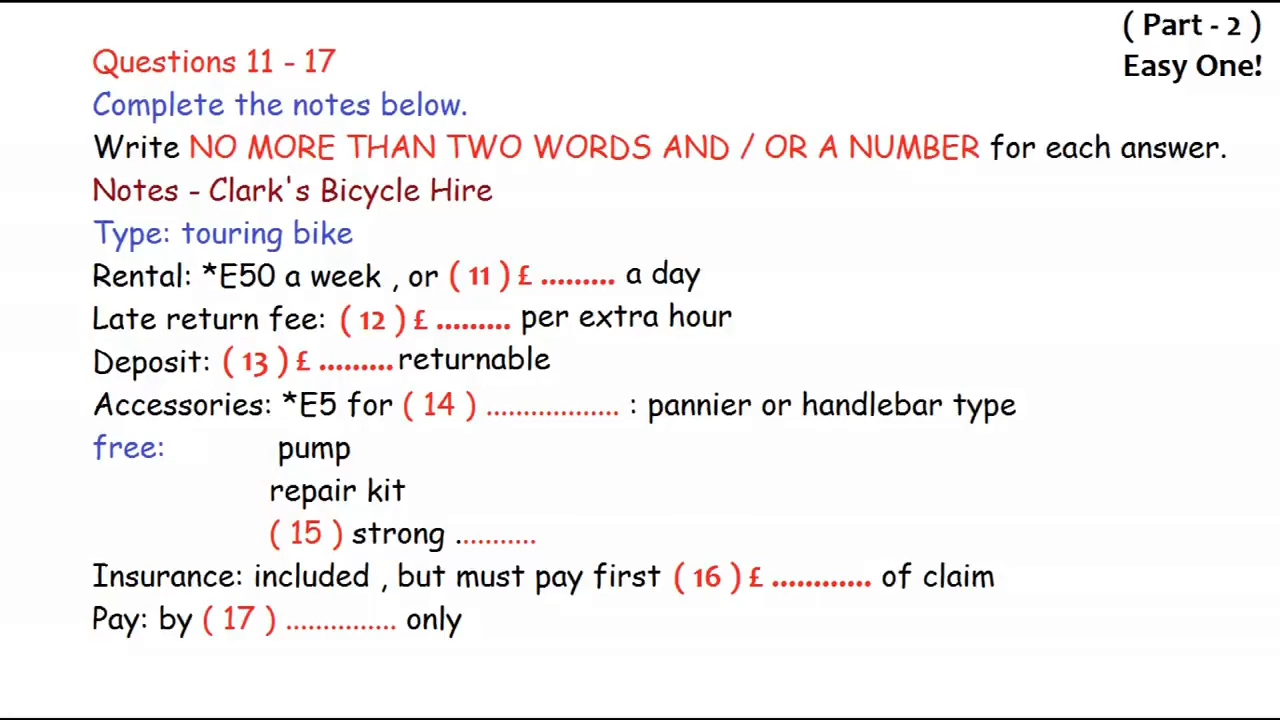 ( Part - 2 )
Easy One!
Questions 11 - 17
Complete the notes below.
Write NO MORE THAN TWO WORDS AND / OR A NUMBER for each answer.
Notes - Clark's Bicycle Hire
Type: touring bike
Rental: *E50 a week , or ( 11 ) £ ......... a day
Late return fee: ( 12 ) £ ......... per extra hour
Deposit: ( 13 ) £ ......... returnable
Accessories: *E5 for ( 14 ) .................. : pannier or handlebar type
free: pump
repair kit
( 15 ) strong ...........
Insurance: included , but must pay first ( 16 ) £ ............ of claim
Pay: by ( 17 ) ............... only